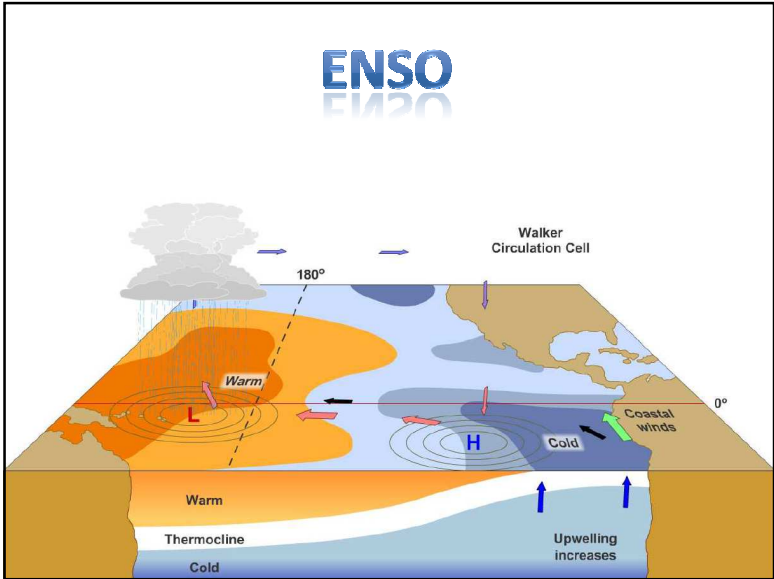 ENSO
Walker
Circulation Cell
180°
Warm
0°
L
Coastal
winds
H
Cold
Warm
Thermocline
Upwelling
increases
Cold